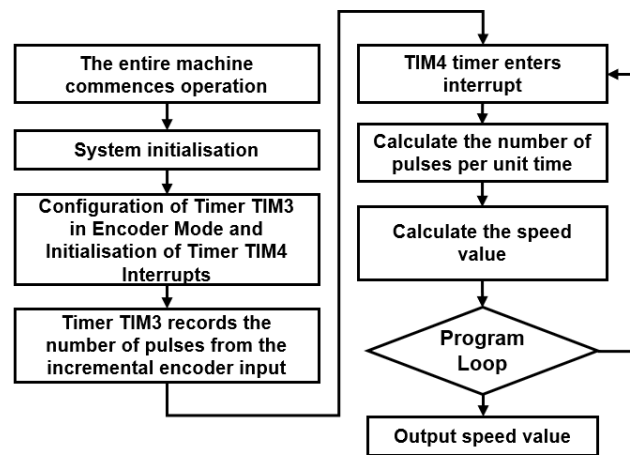 The entire machine
commences operation
System initialisation
Configuration of Timer TIM3
in Encoder Mode and
Initialisation of Timer TIM4
Interrupts
Timer TIM3 records the
number of pulses from the
incremental encoder input
TIM4 timer enters
interrupt
Calculate the number of
pulses per unit time
Calculate the speed
value
Program
Loop
Output speed value